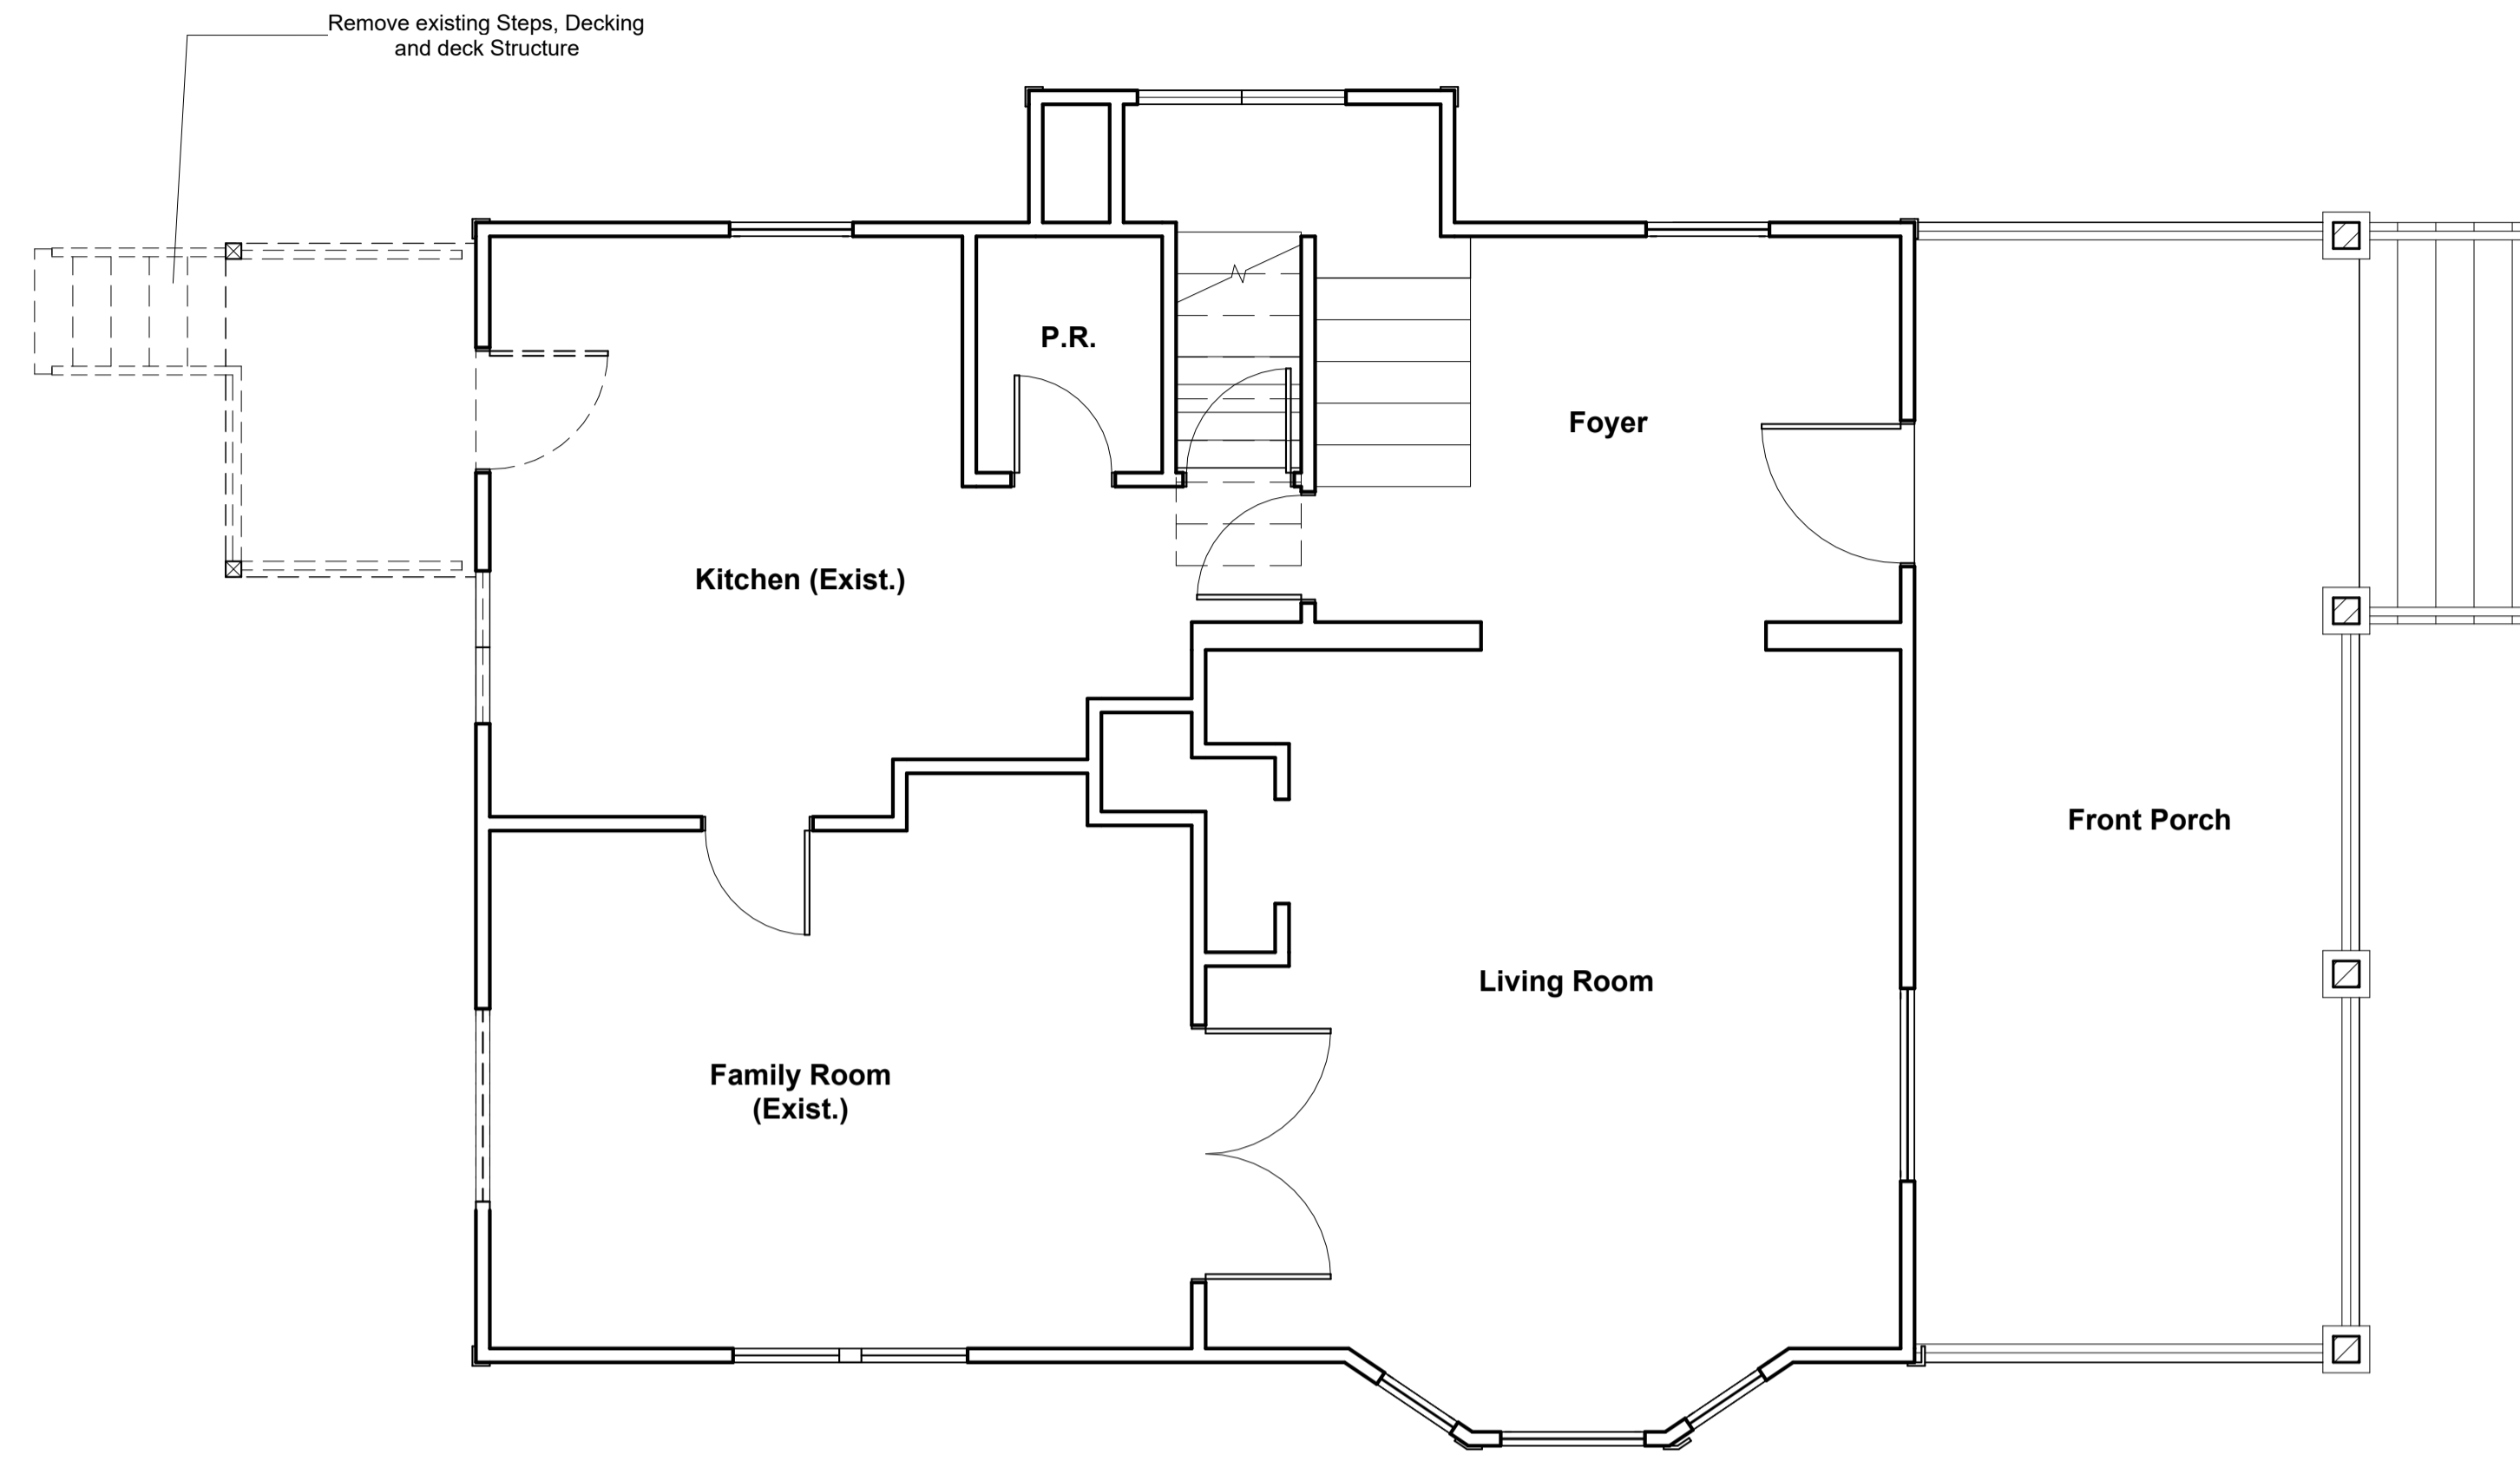 Remove existing Steps, Decking
and deck Structure
P.R.
Foyer
Kitchen (Exist.)
Front Porch
Living Room
Family Room
(Exist.)